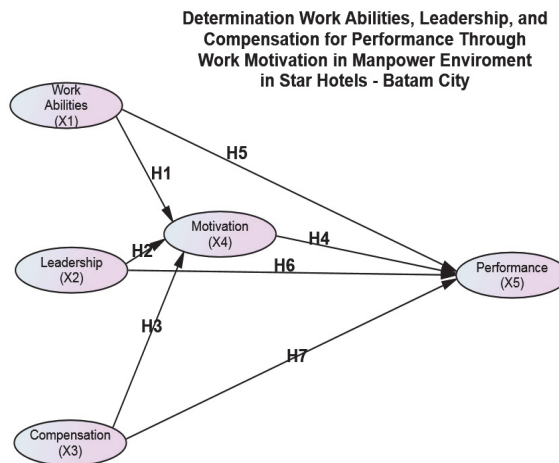 Determination Work Abilities, Leadership, and
Compensation for Performance Through
Work Motivation in Manpower Enviroment
in Star Hotels - Batam City
Work
Abilities
(X1)
H5
H1
Motivation
(X4)
H4
H2
Leadership
(X2)
H6
Performance
(X5)
H3
H7
Compensation
(X3)